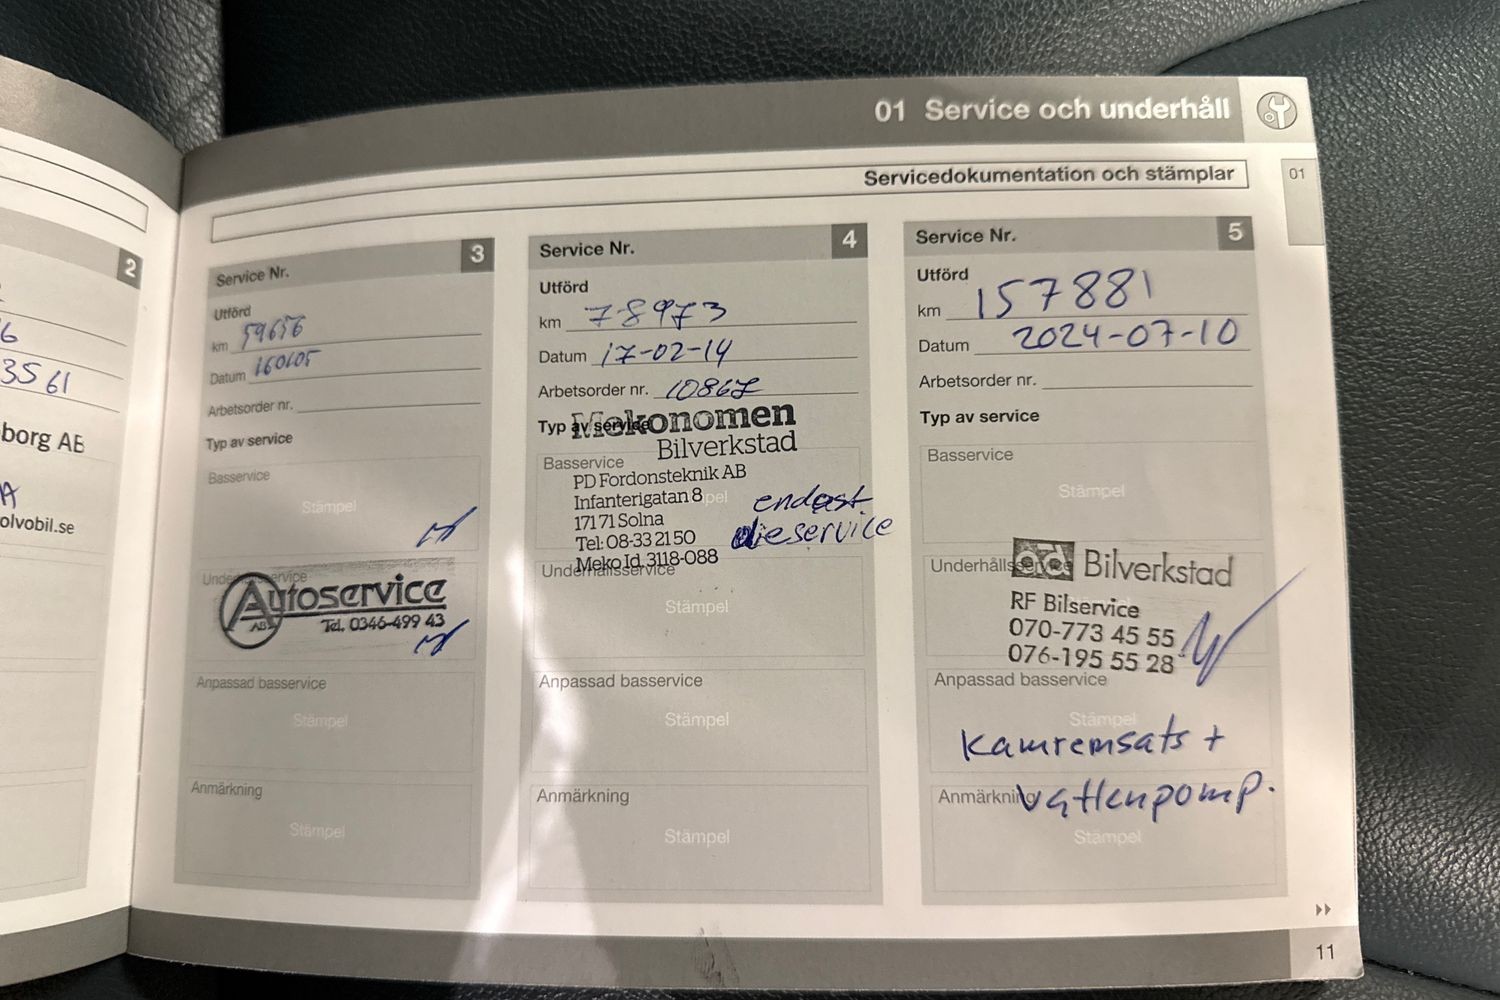 01 Service och underhåll
Servicedokumentation och stämplar
01
2
6
3561
borg AB
A
olvobil.se
Service Nr. 3
Utförd
km 59656
Datum 160105
Arbetsorder nr.
Typ av service
Basservice
Stämpel
Underhållsservice
Autoservice
AB
Tel. 0346-499 43
Anpassad basservice
Stämpel
Anmärkning
Stämpel
Service Nr. 4
Utförd
km 78973
Datum 17-02-14
Arbetsorder nr. 10867
Typ av service
Mekonomen
Bilverkstad
Basservice
PD Fordonsteknik AB
Infanterigatan 8
171 71 Solna
Tel: 08-33 21 50
Meko Id. 3118-088
endast
oljeservice
Underhållsservice
Stämpel
Anpassad basservice
Stämpel
Anmärkning
Stämpel
Service Nr. 5
Utförd
km 157881
Datum 2024-07-10
Arbetsorder nr.
Typ av service
Basservice
Stämpel
Underhållsservice
ad Bilverkstad
RF Bilservice
070-773 45 55
076-195 55 28
Anpassad basservice
Stämpel
Kamremsats +
Vattenpomp.
Anmärkning
Stämpel
11